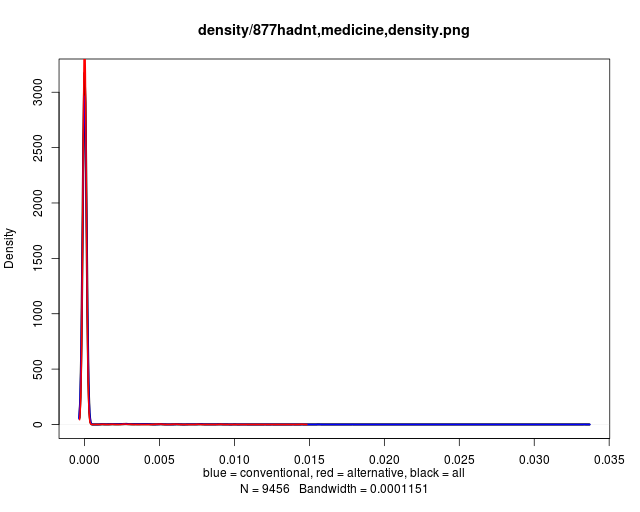 density/877hadnt,medicine,density.png
Density
3000
2500
2000
1500
1000
500
0
0.000 0.005 0.010 0.015 0.020 0.025 0.030 0.035
blue = conventional, red = alternative, black = all
N = 9456 Bandwidth = 0.0001151